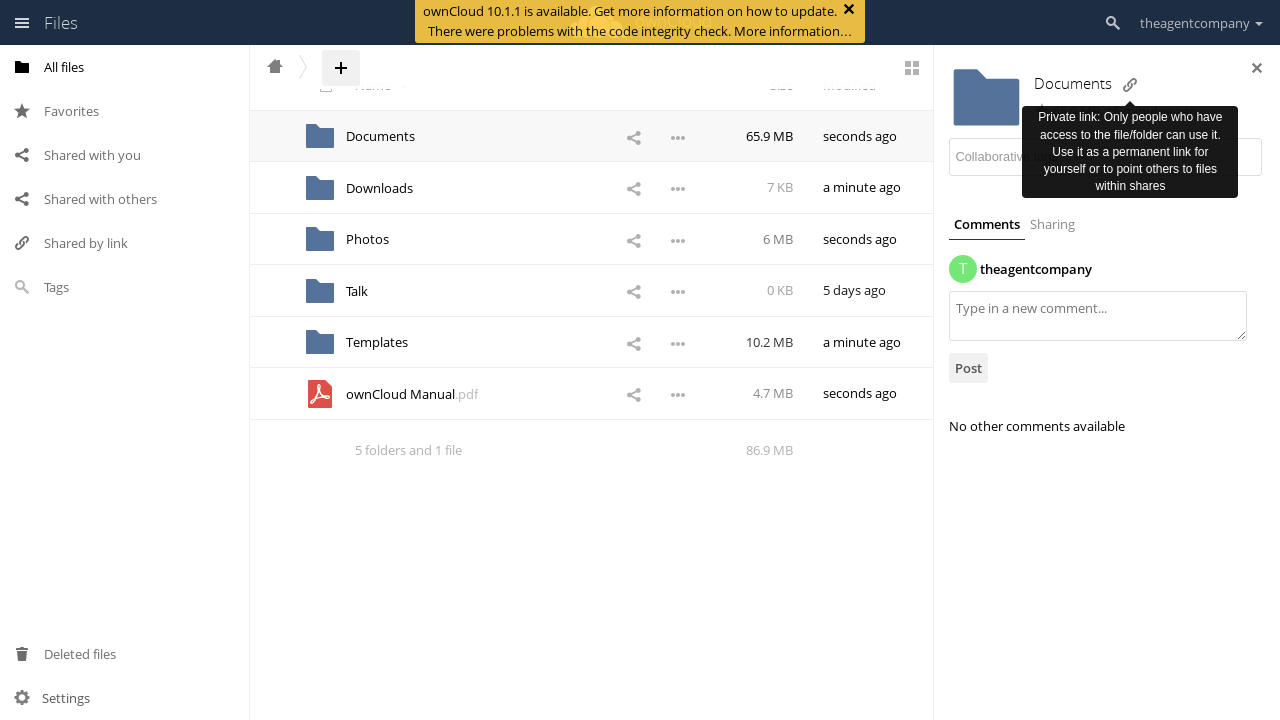 Files
ownCloud 10.1.1 is available. Get more information on how to update.
There were problems with the code integrity check. More information…
theagentcompany
All files
Favorites
Shared with you
Shared with others
Shared by link
Tags
Deleted files
Settings
Name
Size
Modified
Documents
65.9 MB
seconds ago
Downloads
7 KB
a minute ago
Photos
6 MB
seconds ago
Talk
0 KB
5 days ago
Templates
10.2 MB
a minute ago
ownCloud Manual.pdf
4.7 MB
seconds ago
5 folders and 1 file
86.9 MB
Documents
Private link: Only people who have
access to the file/folder can use it.
Use it as a permanent link for
yourself or to point others to files
within shares
Collaborative tags
Comments
Sharing
T
theagentcompany
Type in a new comment...
Post
No other comments available